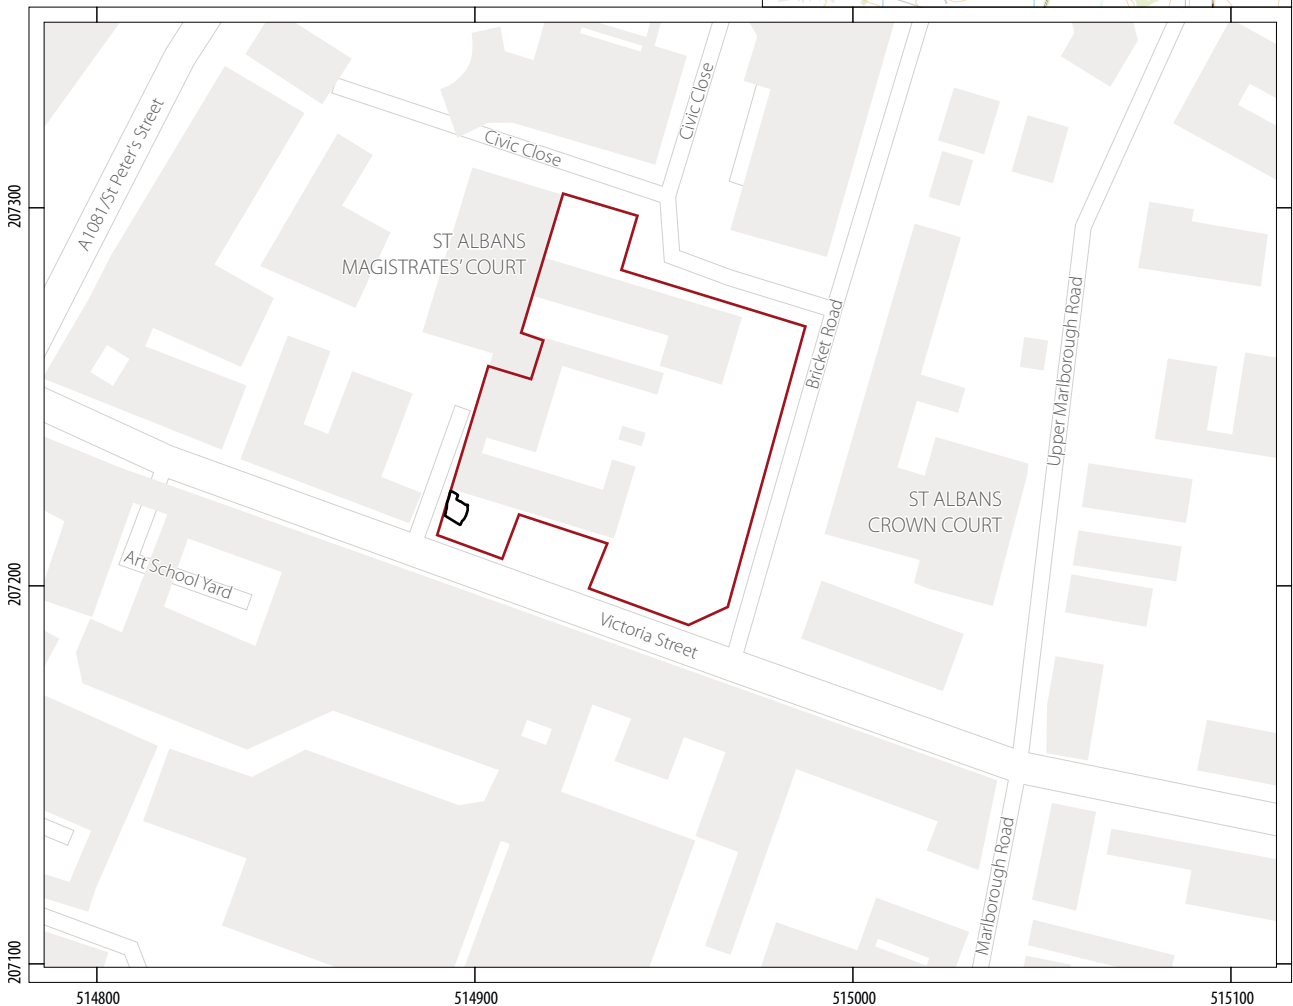 Civic Close
Civic Close
A1081/St Peter's Street
207300
ST ALBANS
MAGISTRATES' COURT
Bricket Road
Upper Marlborough Road
ST ALBANS
CROWN COURT
Art School Yard
207200
Victoria Street
Marlborough Road
207100
514800
514900
515000
515100